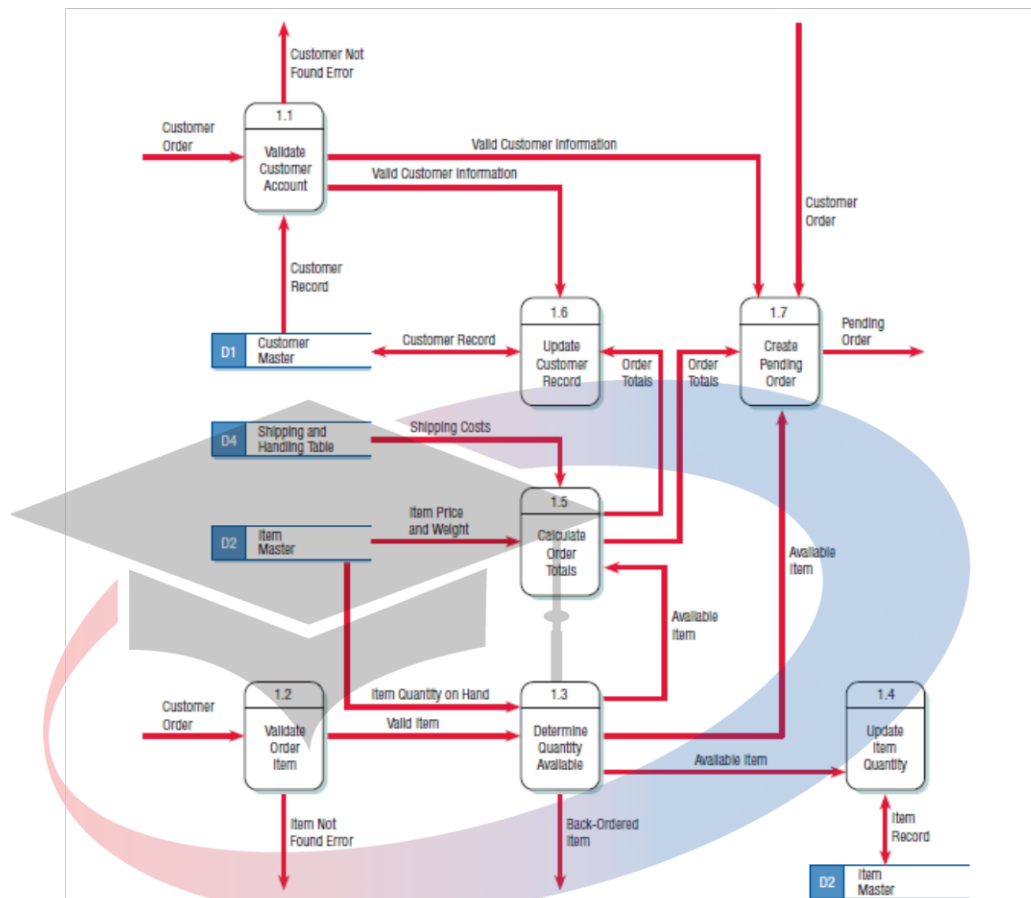 Customer Not
Found Error
1.1
Validate
Customer
Account
Customer
Order
Valid Customer Information
Valid Customer Information
Customer
Order
Customer
Record
D1
Customer
Master
Customer Record
1.6
Update
Customer
Record
Order
Totals
Order
Totals
1.7
Create
Pending
Order
Pending
Order
D4
Shipping and
Handling Table
Shipping Costs
1.5
Calculate
Order
Totals
D2
Item
Master
Item Price
and Weight
Available
Item
Available
Item
Customer
Order
1.2
Validate
Order
Item
Item Quantity on Hand
Valid Item
1.3
Determine
Quantity
Available
Available Item
1.4
Update
Item
Quantity
Item Not
Found Error
Back-Ordered
Item
Item
Record
D2
Item
Master